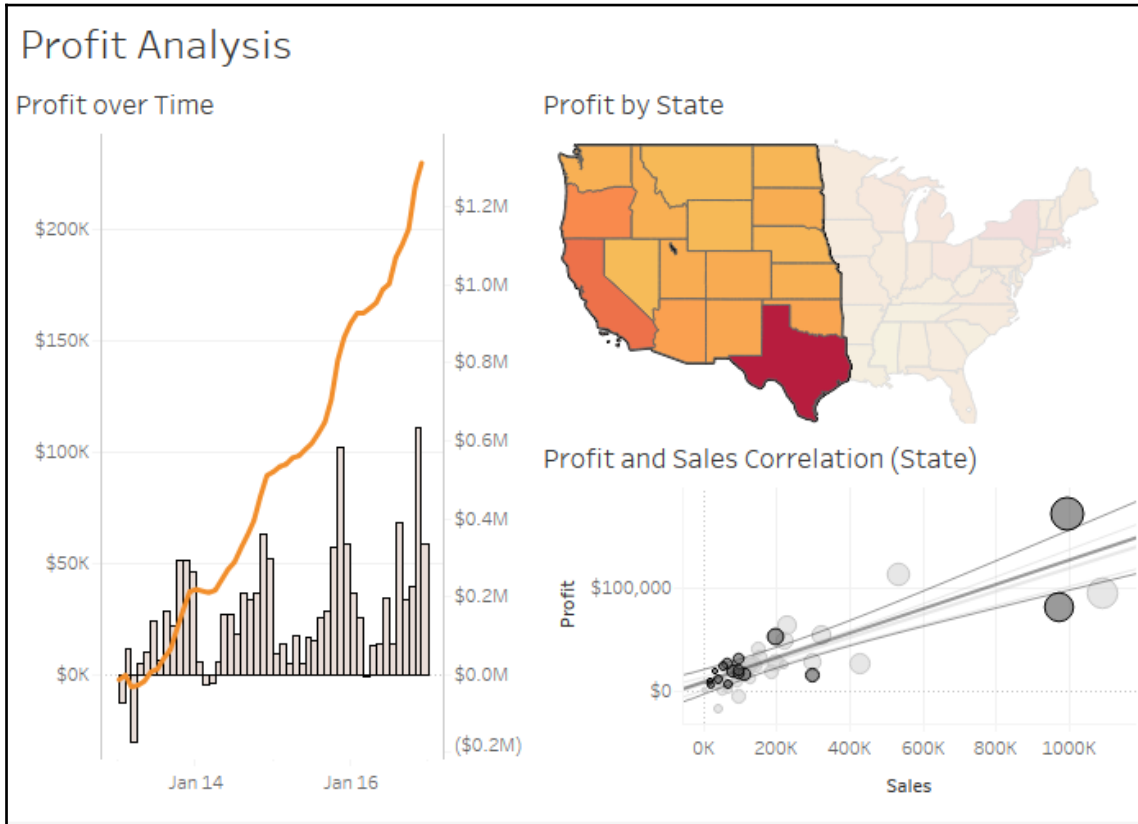 Profit Analysis
Profit over Time
$200K
$150K
$100K
$50K
$0K
$1.2M
$1.0M
$0.8M
$0.6M
$0.4M
$0.2M
$0.0M
($0.2M)
Jan 14
Jan 16
Profit by State
Profit and Sales Correlation (State)
Profit
$100,000
$0
0K
200K
400K
600K
800K
1000K
Sales